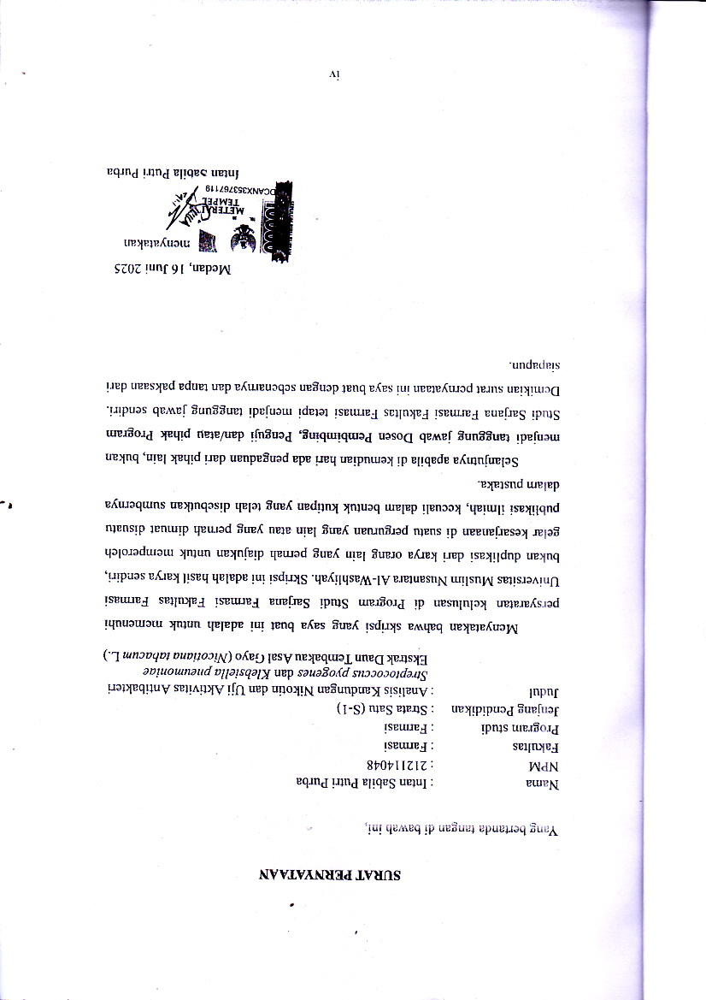 SURAT PERNYATAAN
Yang bertanda tangan di bawah ini,
Nama : Intan Sabila Putri Purba
NPM : 212114048
Fakultas : Farmasi
Program studi : Farmasi
Jenjang Pendidikan : Strata Satu (S-1)
Judul : Analisis Kandungan Nikotin dan Uji Aktivitas Antibakteri
Streptococcus pyogenes dan Klebsiella pneumoniae
Ekstrak Daun Tembakau Asal Gayo (Nicotiana tabacum L.)
Menyatakan bahwa skripsi yang saya buat ini adalah untuk memenuhi
persyaratan kelulusan di Program Studi Sarjana Farmasi Fakultas Farmasi
Universitas Muslim Nusantara Al-Washliyah. Skripsi ini adalah hasil karya sendiri,
bukan duplikasi dari karya orang lain yang pernah diajukan untuk memperoleh
gelar kesarjanaan di suatu perguruan yang lain atau yang pernah dimuat disuatu
publikasi ilmiah, kecuali dalam bentuk kutipan yang telah disebutkan sumbernya
dalam pustaka.
Selanjutnya apabila di kemudian hari ada pengaduan dari pihak lain, bukan
menjadi tanggung jawab Dosen Pembimbing, Penguji dan/atau pihak Program
Studi Sarjana Farmasi Fakultas Farmasi tetapi menjadi tanggung jawab sendiri.
Demikian surat pernyataan ini saya buat dengan sebenarnya dan tanpa paksaan dari
siapapun.
Medan, 16 Juni 2025
menyatakan
METERAI
TEMPEL
DCANX353767119
Intan Sabila Putri Purba
iv